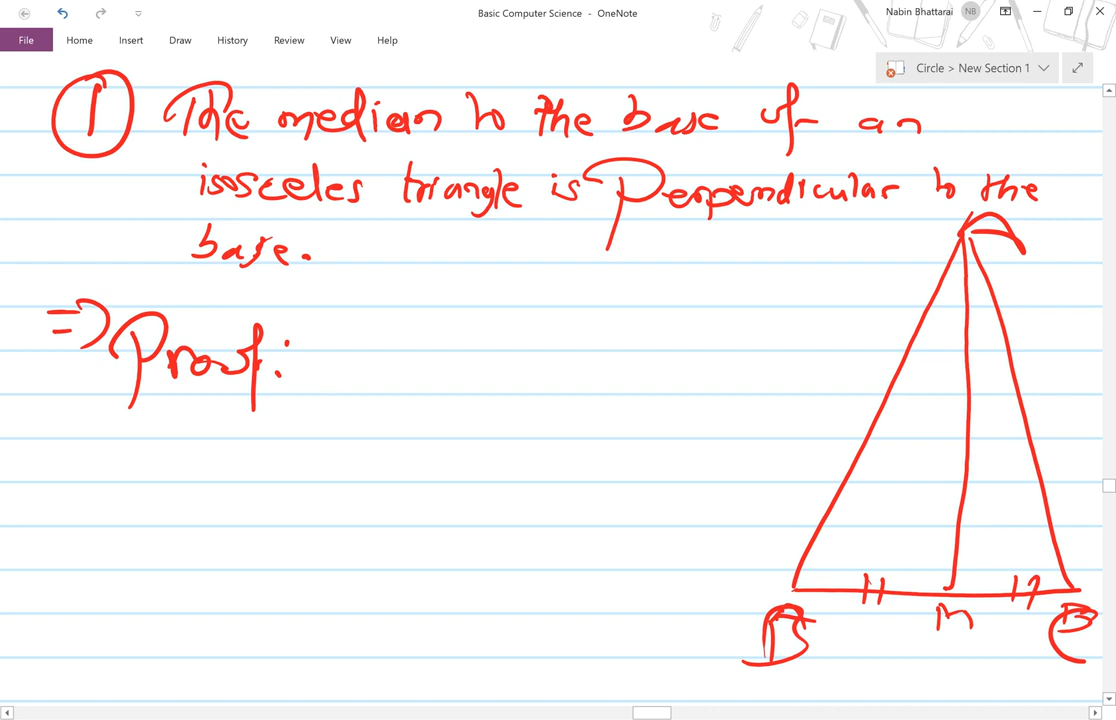 Basic Computer Science - OneNote
Nabin Bhattarai NB
File Home Insert Draw History Review View Help
Circle > New Section 1
1 The median to the base of an
isosceles triangle is Perpendicular to the
base.
=> Proof:
B M C